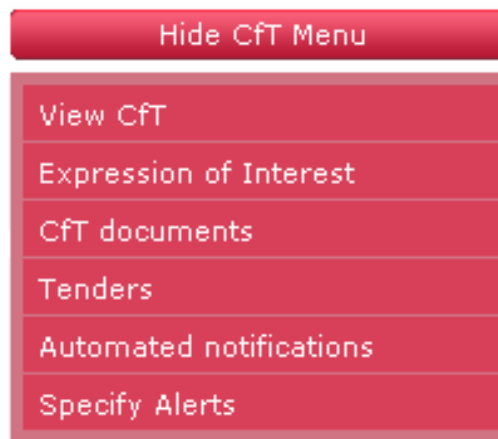 Hide CfT Menu
View CfT
Expression of Interest
CfT documents
Tenders
Automated notifications
Specify Alerts